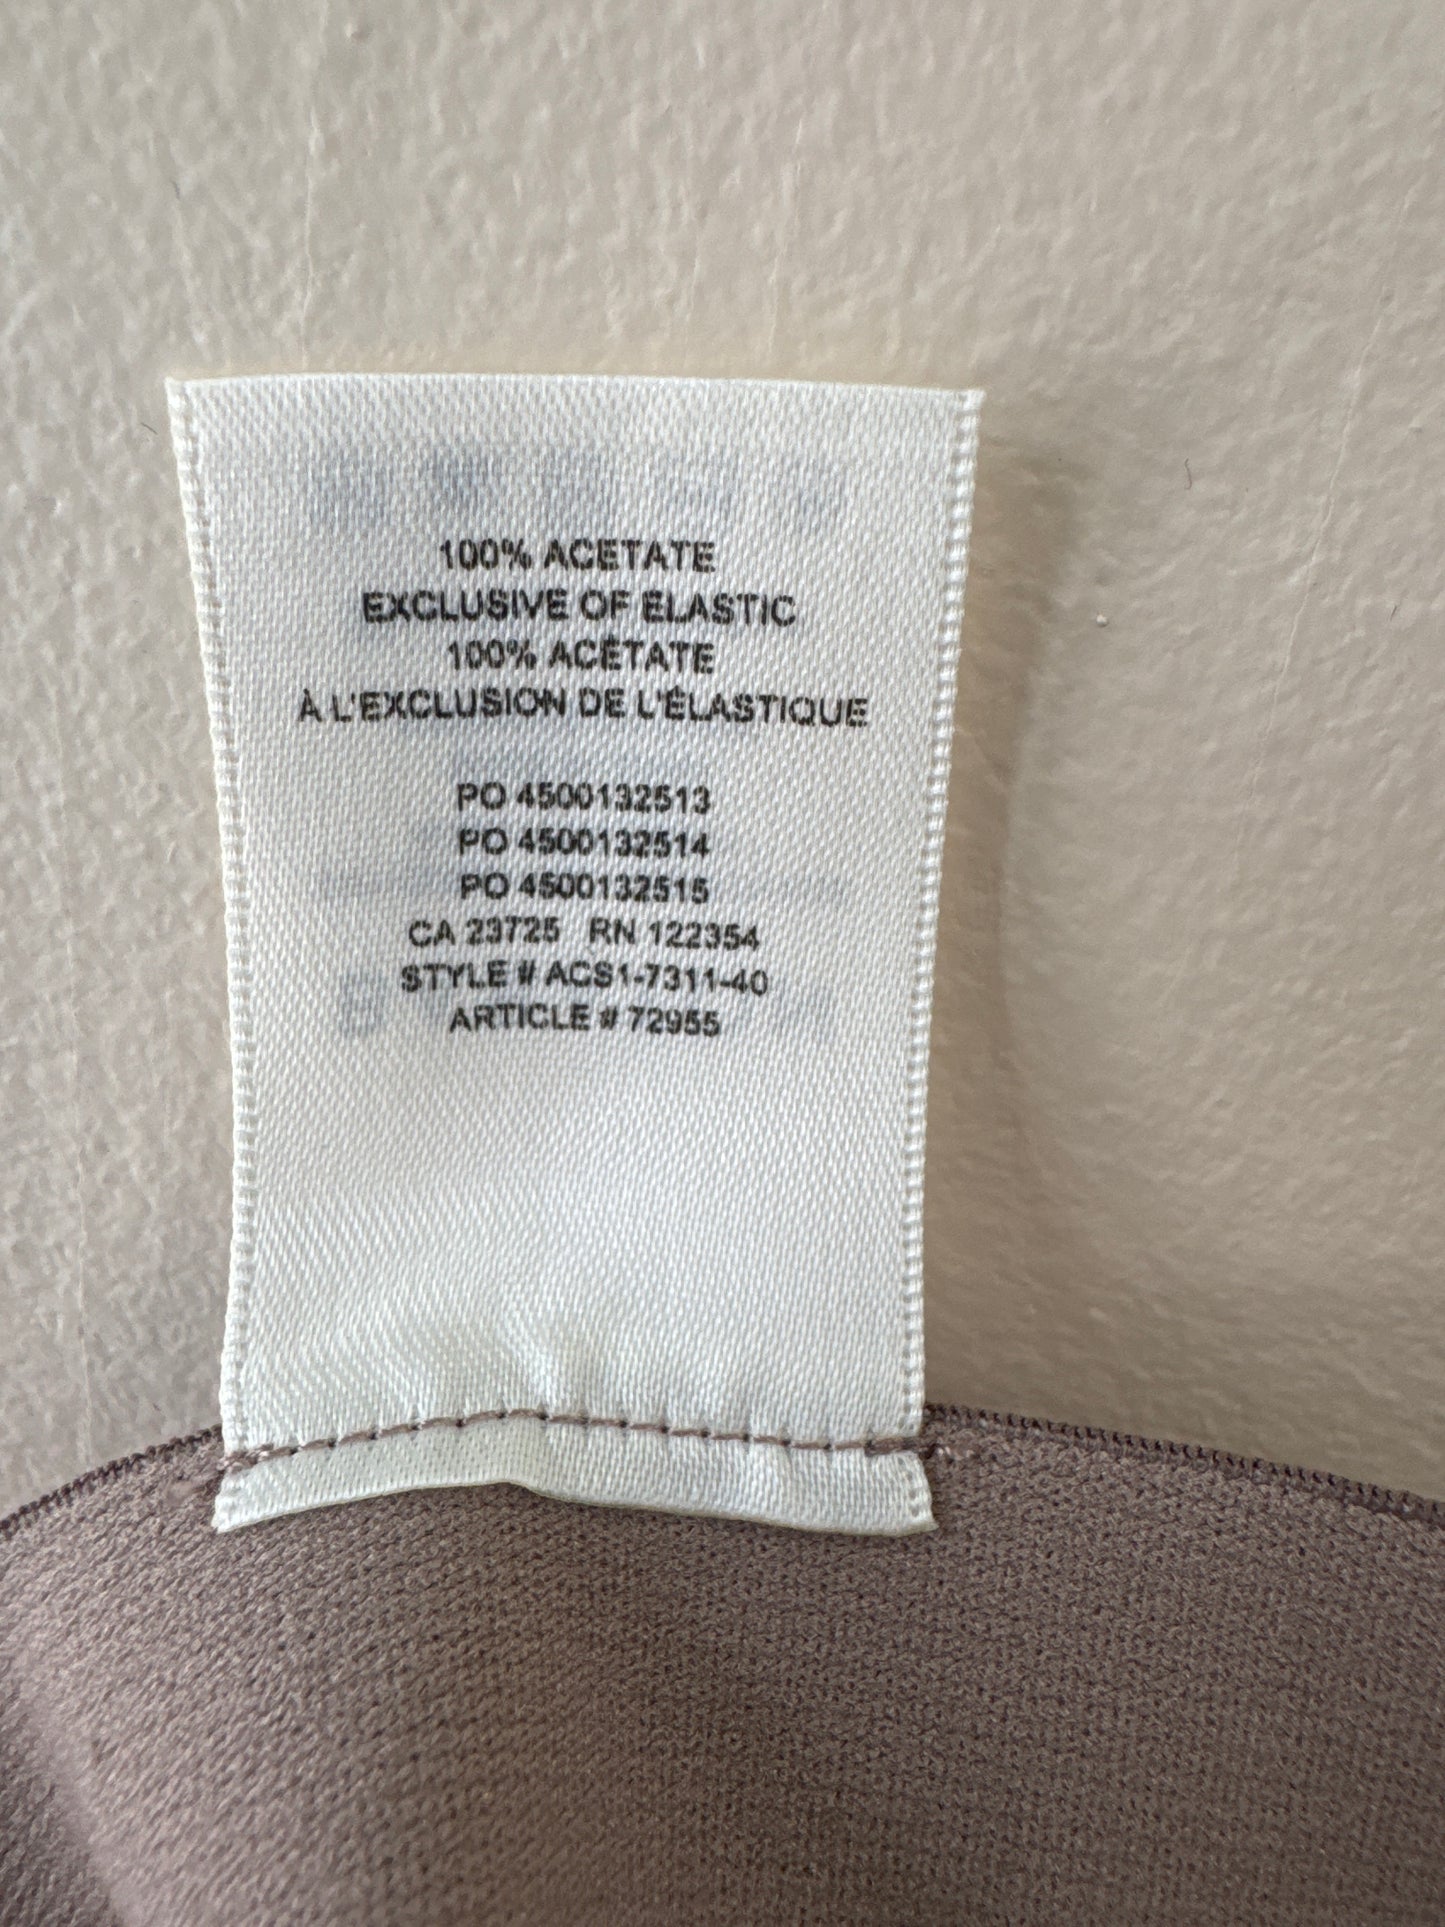 100% ACETATE
EXCLUSIVE OF ELASTIC
100% ACÉTATE
À L'EXCLUSION DE L'ÉLASTIQUE
PO 4500132513
PO 4500132514
PO 4500132515
CA 23725 RN 122354
STYLE # ACS1-7311-40
ARTICLE # 72955